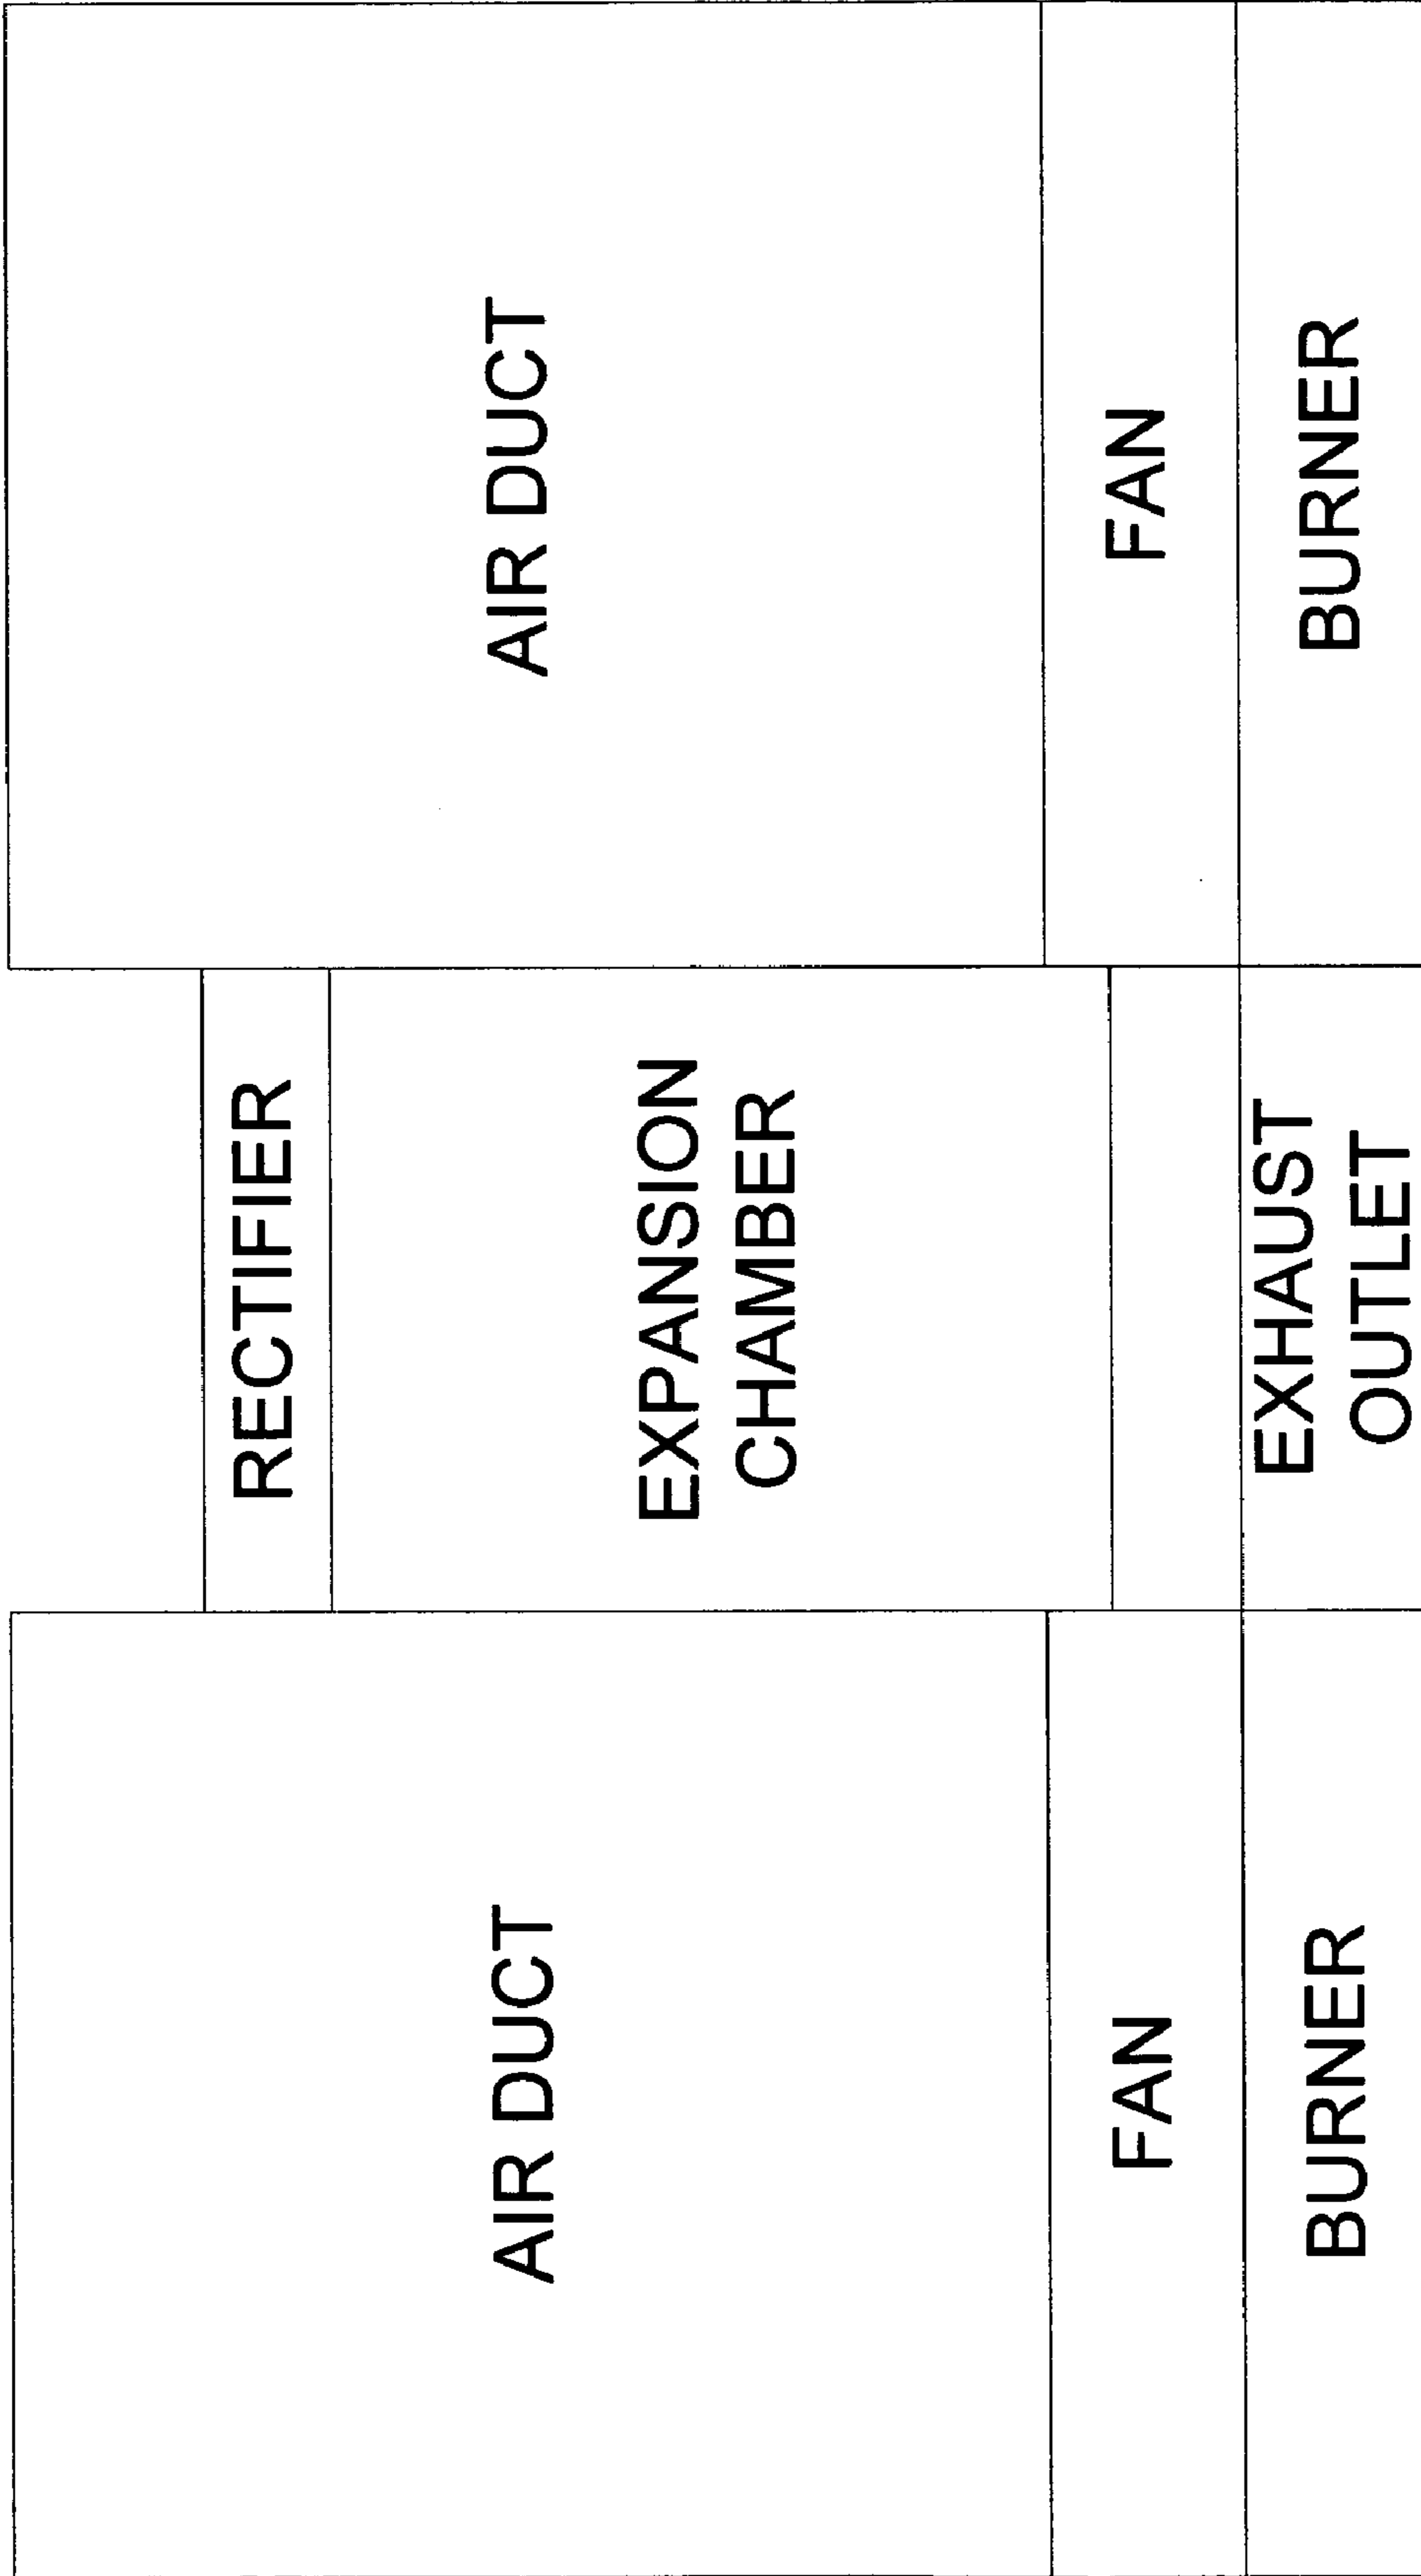 AIR DUCT
FAN
BURNER
RECTIFIER
EXPANSION
CHAMBER
EXHAUST
OUTLET
AIR DUCT
FAN
BURNER